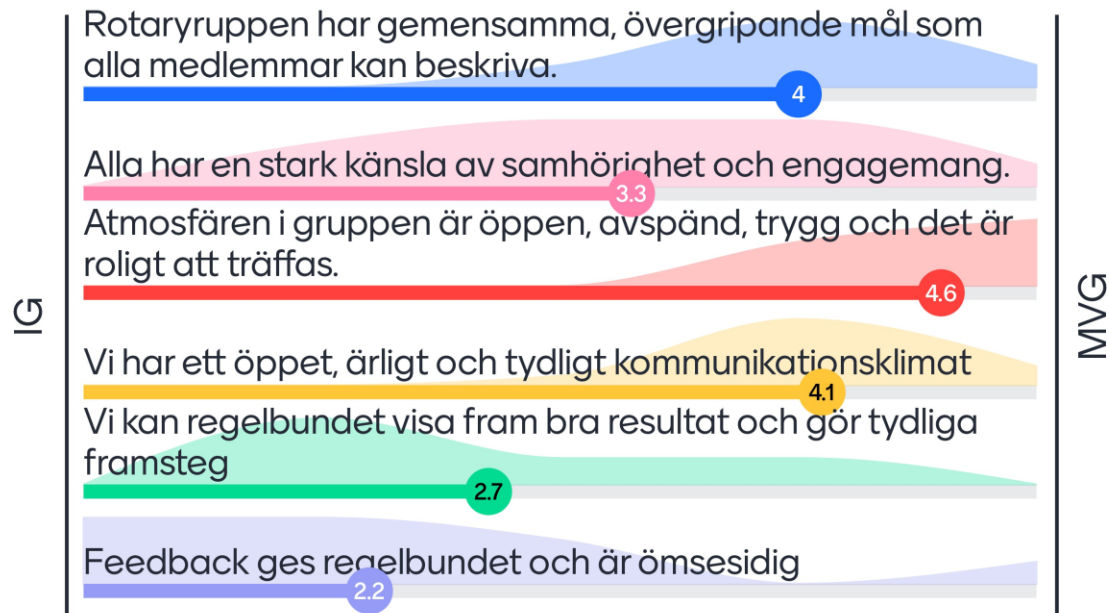 Rotaryruppen har gemensamma, övergripande mål som
alla medlemmar kan beskriva.
4
Alla har en stark känsla av samhörighet och engagemang.
3.3
Atmosfären i gruppen är öppen, avspänd, trygg och det är
roligt att träffas.
4.6
IG
MVG
Vi har ett öppet, ärligt och tydligt kommunikationsklimat
4.1
Vi kan regelbundet visa fram bra resultat och gör tydliga
framsteg
2.7
Feedback ges regelbundet och är ömsesidig
2.2